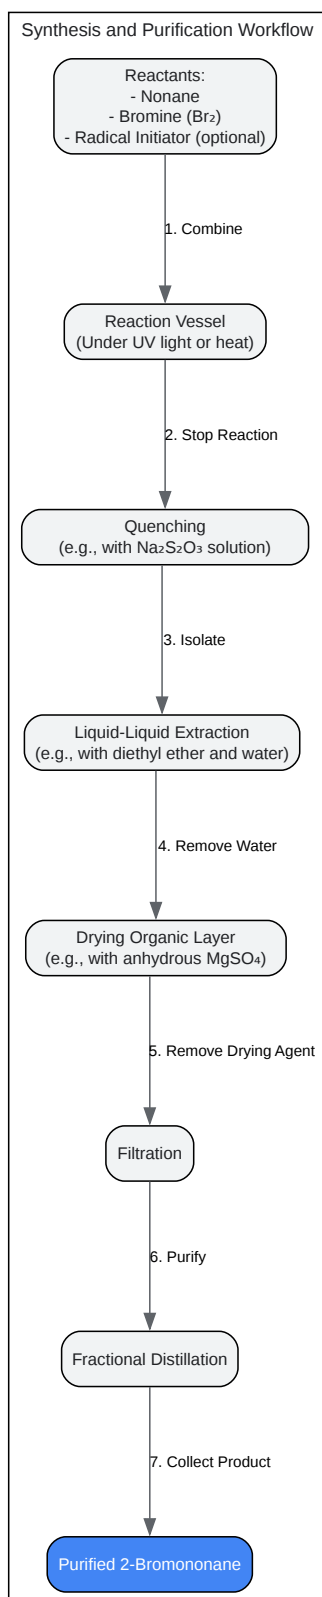 Synthesis and Purification Workflow
Reactants:
- Nonane
- Bromine (Br₂)
- Radical Initiator (optional)
1. Combine
Reaction Vessel
(Under UV light or heat)
2. Stop Reaction
Quenching
(e.g., with Na₂S₂O₃ solution)
3. Isolate
Liquid-Liquid Extraction
(e.g., with diethyl ether and water)
4. Remove Water
Drying Organic Layer
(e.g., with anhydrous MgSO₄)
5. Remove Drying Agent
Filtration
6. Purify
Fractional Distillation
7. Collect Product
Purified 2-Bromononane